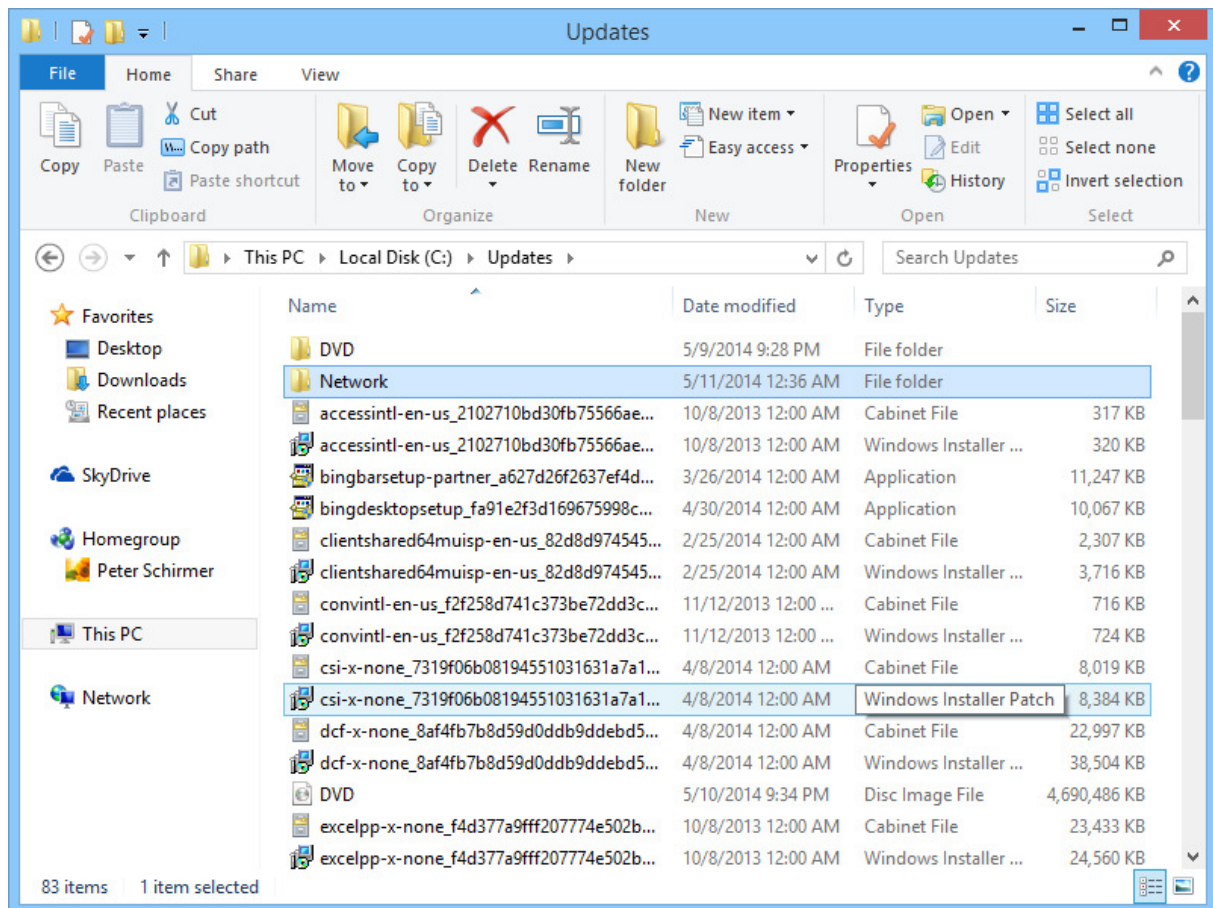 Updates
File Home Share View
Copy
Paste
Cut
Copy path
Paste shortcut
Clipboard
Move to
Copy to
Delete
Rename
Organize
New folder
New item
Easy access
New
Properties
Open
Edit
History
Open
Select all
Select none
Invert selection
Select
This PC Local Disk (C:) Updates
Search Updates
Favorites
Desktop
Downloads
Recent places
SkyDrive
Homegroup
Peter Schirmer
This PC
Network
Name Date modified Type Size
DVD 5/9/2014 9:28 PM File folder
Network 5/11/2014 12:36 AM File folder
accessintl-en-us_2102710bd30fb75566ae... 10/8/2013 12:00 AM Cabinet File 317 KB
accessintl-en-us_2102710bd30fb75566ae... 10/8/2013 12:00 AM Windows Installer ... 320 KB
bingbarsetup-partner_a627d26f2637ef4d... 3/26/2014 12:00 AM Application 11,247 KB
bingdesktopsetup_fa91e2f3d169675998c... 4/30/2014 12:00 AM Application 10,067 KB
clientshared64muisp-en-us_82d8d974545... 2/25/2014 12:00 AM Cabinet File 2,307 KB
clientshared64muisp-en-us_82d8d974545... 2/25/2014 12:00 AM Windows Installer ... 3,716 KB
convintl-en-us_f2f258d741c373be72dd3c... 11/12/2013 12:00 ... Cabinet File 716 KB
convintl-en-us_f2f258d741c373be72dd3c... 11/12/2013 12:00 ... Windows Installer ... 724 KB
csi-x-none_7319f06b08194551031631a7a1... 4/8/2014 12:00 AM Cabinet File 8,019 KB
csi-x-none_7319f06b08194551031631a7a1... 4/8/2014 12:00 AM Windows Installer Patch 8,384 KB
dcf-x-none_8af4fb7b8d59d0ddb9ddebd5... 4/8/2014 12:00 AM Cabinet File 22,997 KB
dcf-x-none_8af4fb7b8d59d0ddb9ddebd5... 4/8/2014 12:00 AM Windows Installer ... 38,504 KB
DVD 5/10/2014 9:34 PM Disc Image File 4,690,486 KB
excelpp-x-none_f4d377a9fff207774e502b... 10/8/2013 12:00 AM Cabinet File 23,433 KB
excelpp-x-none_f4d377a9fff207774e502b... 10/8/2013 12:00 AM Windows Installer ... 24,560 KB
83 items 1 item selected